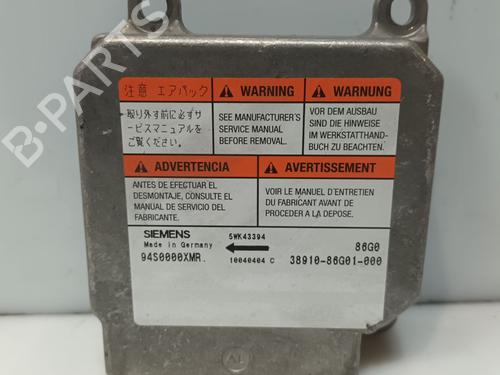 注意 エアバッグ
取り外す前に必ずサ
ービスマニュアルを
ご覧ください。
WARNING
SEE MANUFACTURER'S
SERVICE MANUAL
BEFORE REMOVAL.
WARNUNG
VOR DEM AUSBAU
SIND DIE HINWEISE
IM WERKSTATTHAND-
BUCH ZU BEACHTEN.
ADVERTENCIA
ANTES DE EFECTUAR EL
DESMONTAJE, CONSULTE EL
MANUAL DE SERVICIO DEL
FABRICANTE.
AVERTISSEMENT
VOIR LE MANUEL D'ENTRETIEN
DU FABRICANT AVANT DE
PROCEDER A LA DEPOSE.
SIEMENS 5WK43394 86G0
Made in Germany
94S0000XMR. 10040404 C 38910-86G01-000
B-PARTS